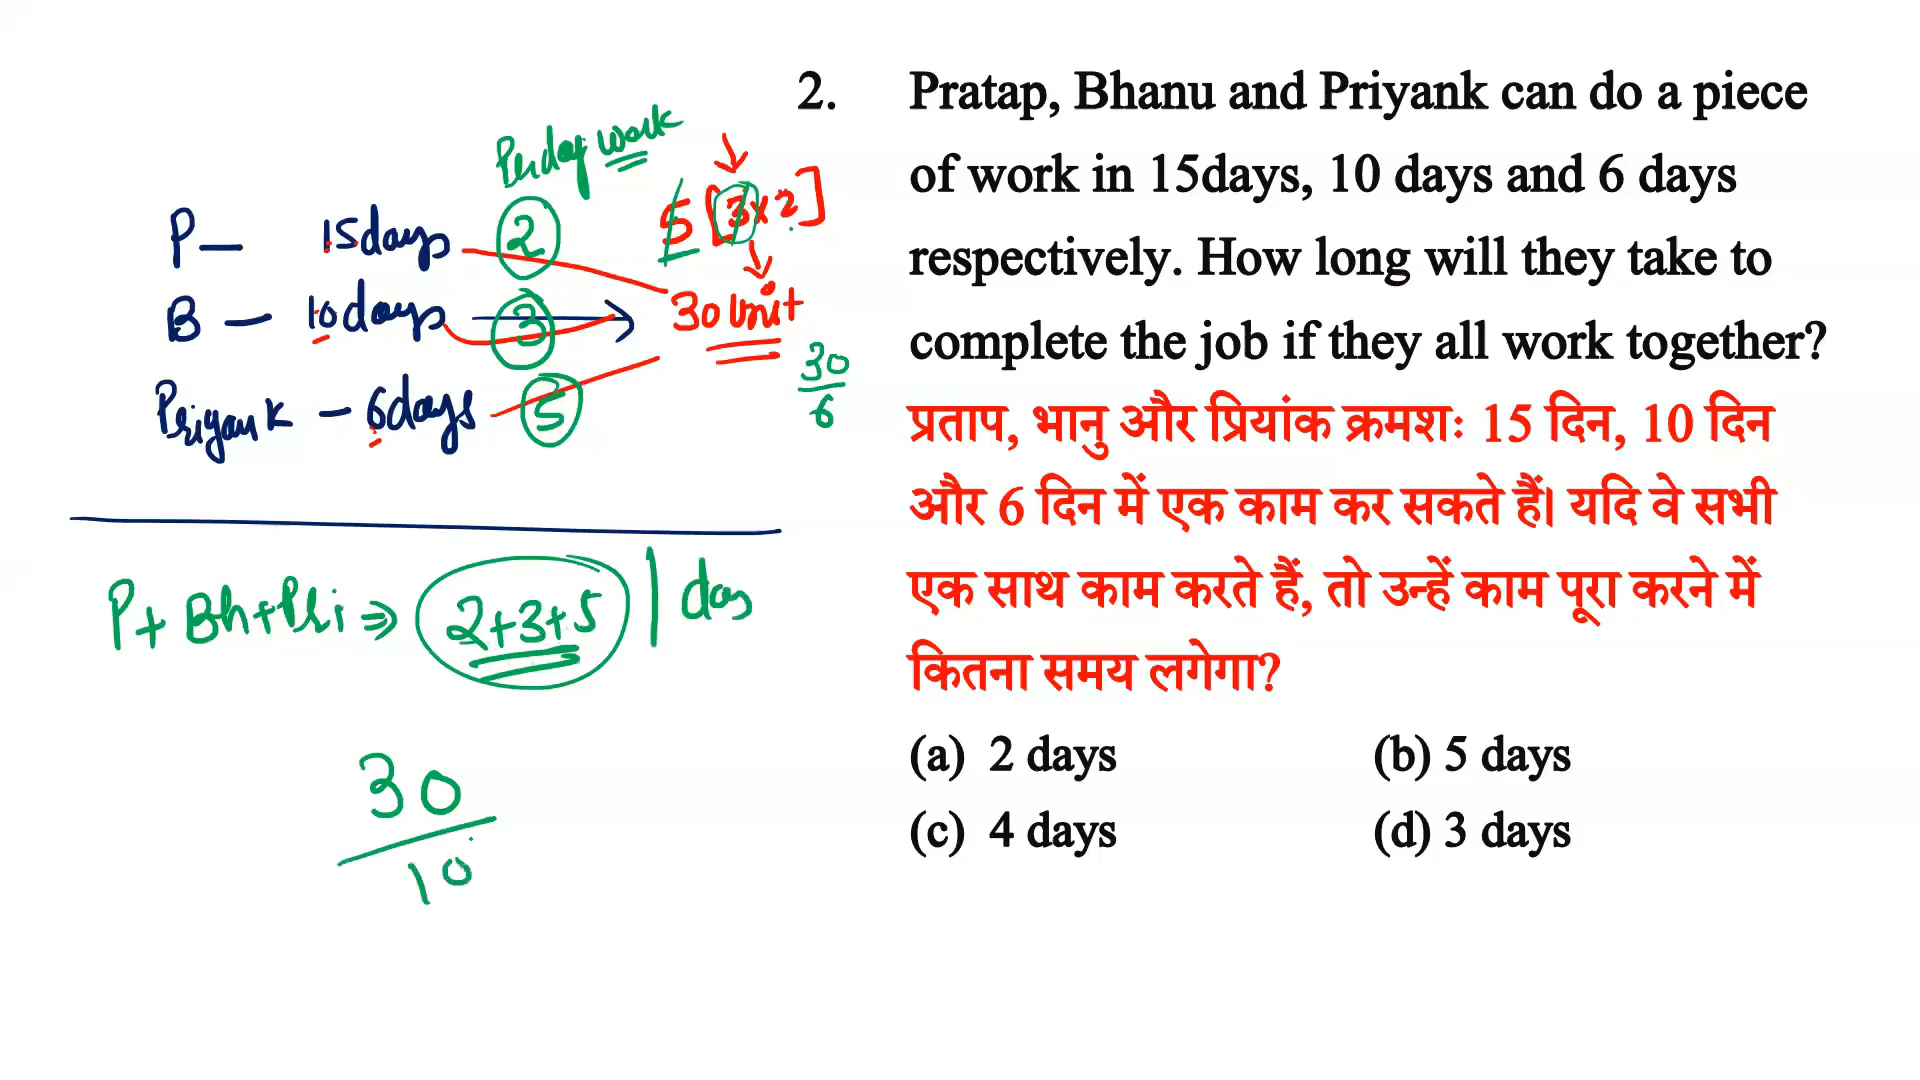 2. Pratap, Bhanu and Priyank can do a piece
of work in 15days, 10 days and 6 days
respectively. How long will they take to
complete the job if they all work together?
प्रताप, भानु और प्रियांक क्रमशः 15 दिन, 10 दिन
और 6 दिन में एक काम कर सकते हैं। यदि वे सभी
एक साथ काम करते हैं, तो उन्हें काम पूरा करने में
कितना समय लगेगा?
(a) 2 days (b) 5 days
(c) 4 days (d) 3 days
Perday work
P — 15days 2 5 [3x2]
B — 10days 3 30 Unit
Priyank — 6days 5 30/6
P+ Bh+Pri ⇒ 2+3+5 | das
30
10